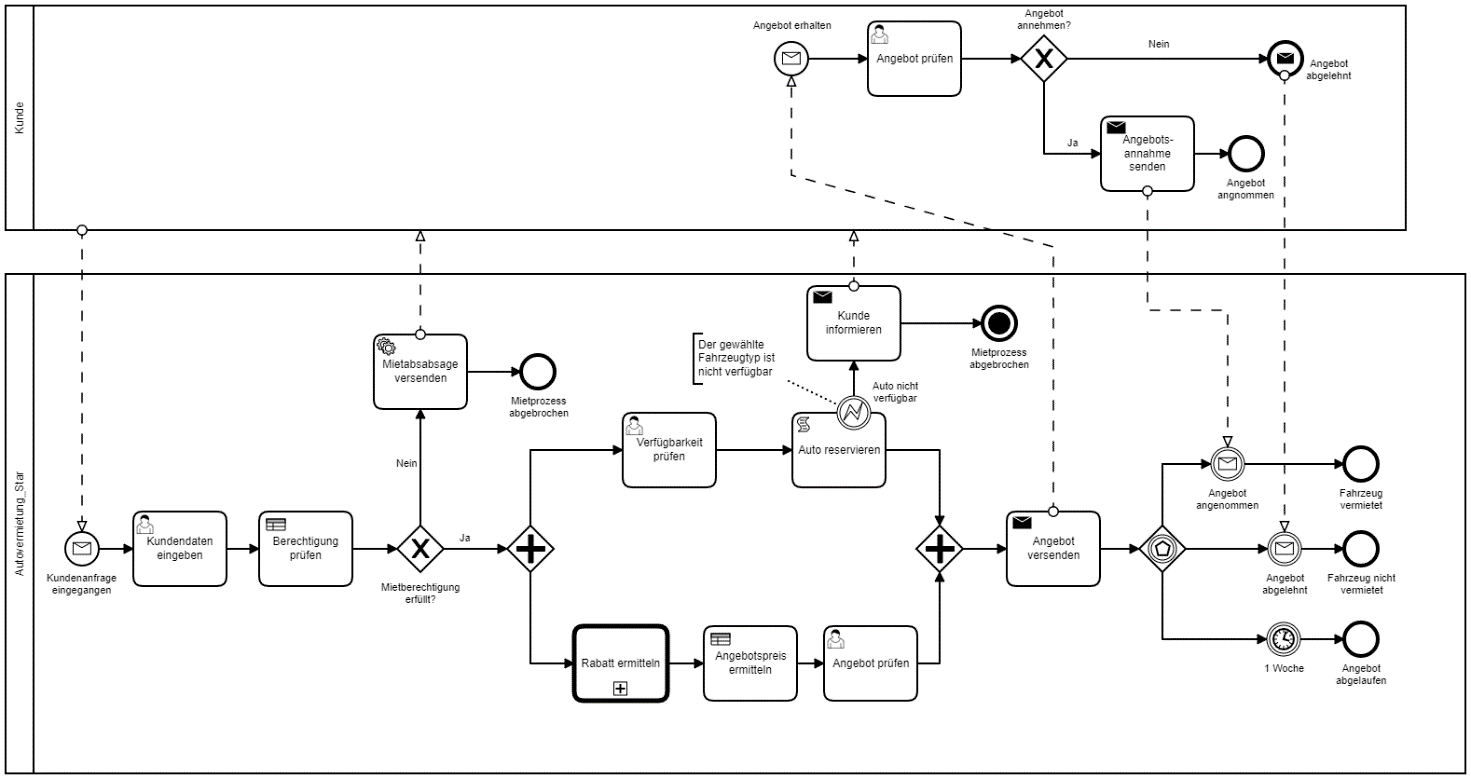 Kunde
Angebot erhalten
Angebot prüfen
Angebot
annehmen?
Nein
Angebot
abgelehnt
Ja
Angebots-
annahme
senden
Angebot
angnommen
Autovermietung_Star
Kundenanfrage
eingegangen
Kundendaten
eingeben
Berechtigung
prüfen
Mietberechtigung
erfüllt?
Nein
Mietabsabsage
versenden
Mietprozess
abgebrochen
Ja
Verfügbarkeit
prüfen
Der gewählte
Fahrzeugtyp ist
nicht verfügbar
Auto reservieren
Auto nicht
verfügbar
Kunde
informieren
Mietprozess
abgebrochen
Rabatt ermitteln
Angebotspreis
ermitteln
Angebot prüfen
Angebot
versenden
Angebot
angenommen
Fahrzeug
vermietet
Angebot
abgelehnt
Fahrzeug nicht
vermietet
1 Woche
Angebot
abgelaufen